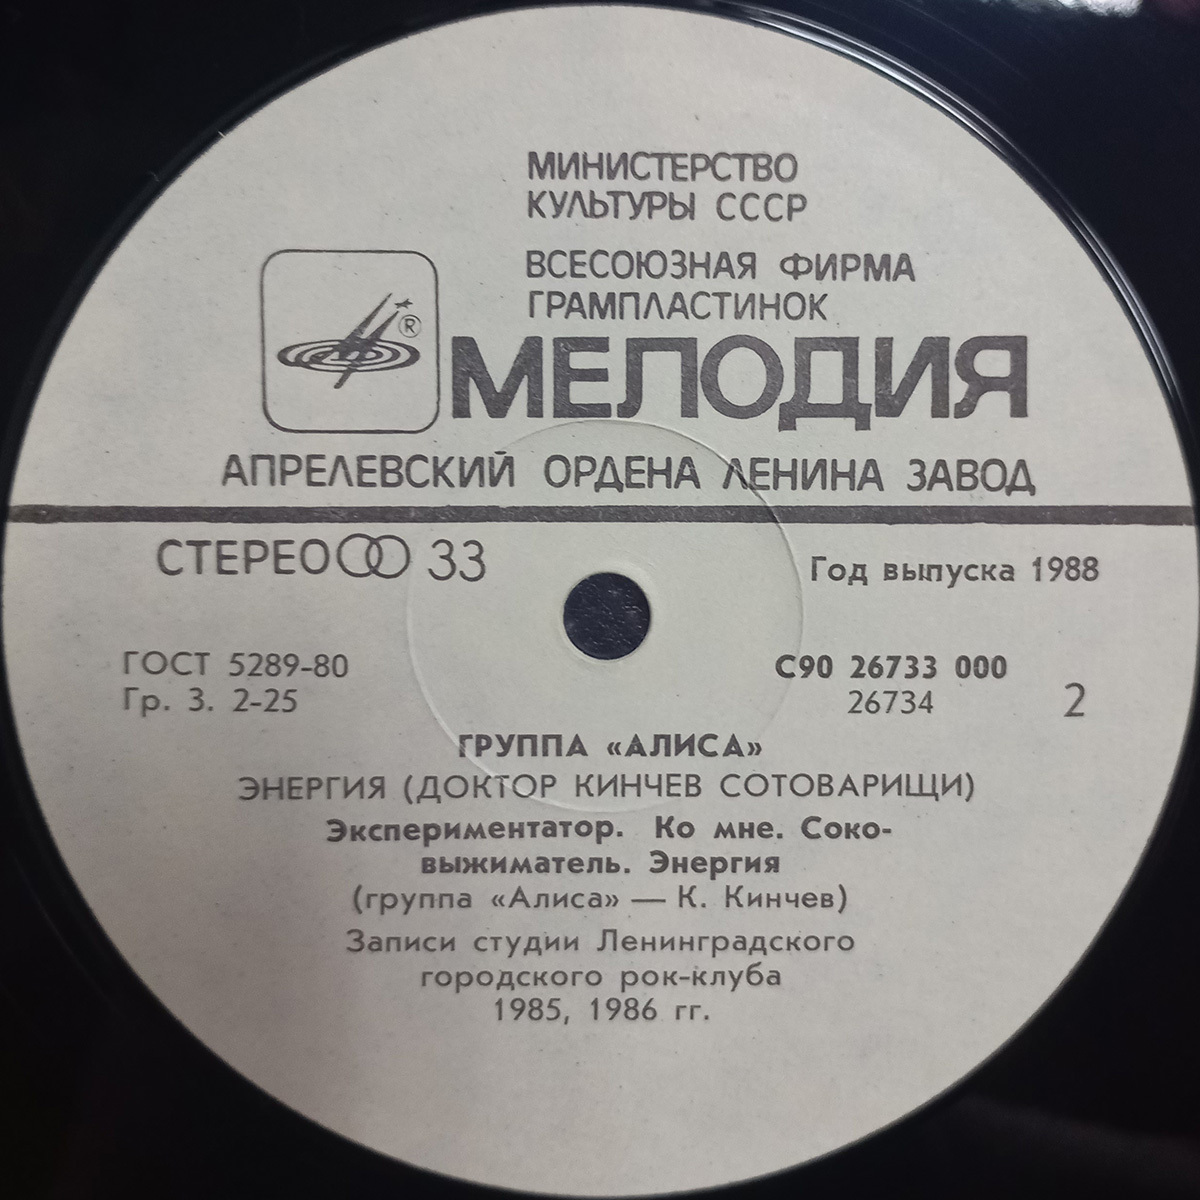 МИНИСТЕРСТВО
КУЛЬТУРЫ СССР
ВСЕСОЮЗНАЯ ФИРМА
ГРАМПЛАСТИНОК
®
МЕЛОДИЯ
АПРЕЛЕВСКИЙ ОРДЕНА ЛЕНИНА ЗАВОД
СТЕРЕО 33
Год выпуска 1988
ГОСТ 5289-80
Гр. 3. 2-25
С90 26733 000
26734
2
ГРУППА «АЛИСА»
ЭНЕРГИЯ (ДОКТОР КИНЧЕВ СОТОВАРИЩИ)
Экспериментатор. Ко мне. Соко-
выжиматель. Энергия
(группа «Алиса» — К. Кинчев)
Записи студии Ленинградского
городского рок-клуба
1985, 1986 гг.